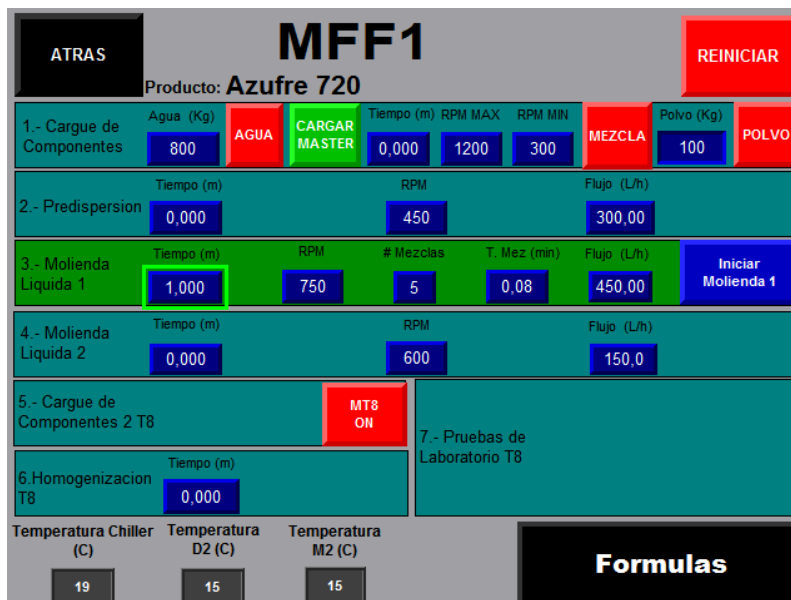 ATRAS
MFF1
REINICIAR
Producto: Azufre 720
1.- Cargue de
Componentes
Agua (Kg)
800
AGUA
CARGAR
MASTER
Tiempo (m)
0,000
RPM MAX
1200
RPM MIN
300
MEZCLA
Polvo (Kg)
100
POLVO
2.- Predispersion
Tiempo (m)
0,000
RPM
450
Flujo (L/h)
300,00
3.- Molienda
Liquida 1
Tiempo (m)
1,000
RPM
750
# Mezclas
5
T. Mez (min)
0,08
Flujo (L/h)
450,00
Iniciar
Molienda 1
4.- Molienda
Liquida 2
Tiempo (m)
0,000
RPM
600
Flujo (L/h)
150,0
5.- Cargue de
Componentes 2 T8
MT8
ON
6.Homogenizacion
T8
Tiempo (m)
0,000
7.- Pruebas de
Laboratorio T8
Temperatura Chiller
(C)
19
Temperatura
D2 (C)
15
Temperatura
M2 (C)
15
Formulas